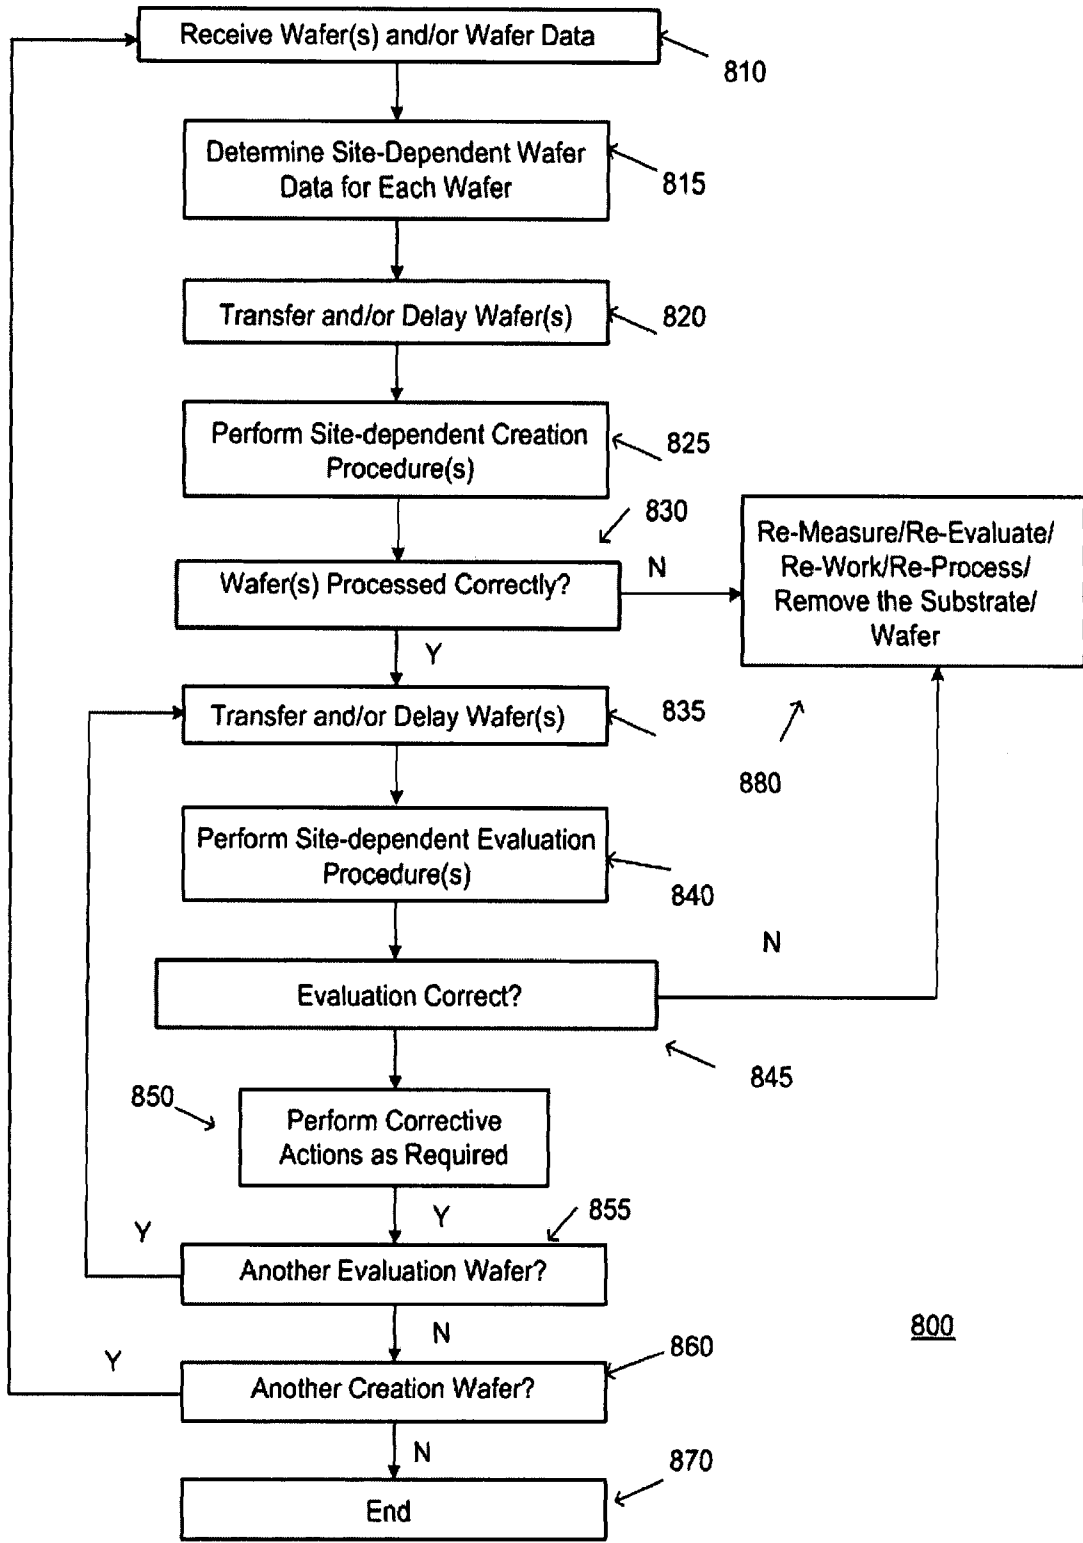 Receive Wafer(s) and/or Wafer Data
810
Determine Site-Dependent Wafer
Data for Each Wafer
815
Transfer and/or Delay Wafer(s)
820
Perform Site-dependent Creation
Procedure(s)
825
830
Wafer(s) Processed Correctly?
N
Re-Measure/Re-Evaluate/
Re-Work/Re-Process/
Remove the Substrate/
Wafer
Y
Transfer and/or Delay Wafer(s)
835
880
Perform Site-dependent Evaluation
Procedure(s)
840
N
Evaluation Correct?
845
850
Perform Corrective
Actions as Required
Y
855
Y
Another Evaluation Wafer?
N
800
Y
860
Another Creation Wafer?
N
870
End